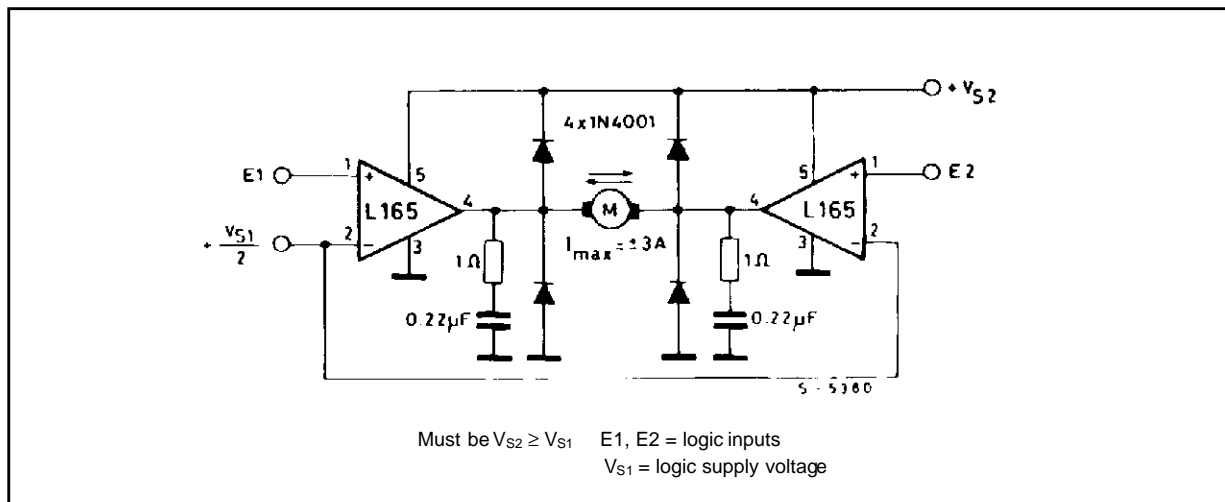 + VS2
4x1N4001
E1
1
+
5
L165
4
M
4
5
L165
+
1
E2
+ VS1/2
2
−
3
1Ω
Imax = ±3A
1Ω
3
−
2
0.22µF
0.22µF
S - 5380
Must be VS2 ≥ VS1 E1, E2 = logic inputs
VS1 = logic supply voltage